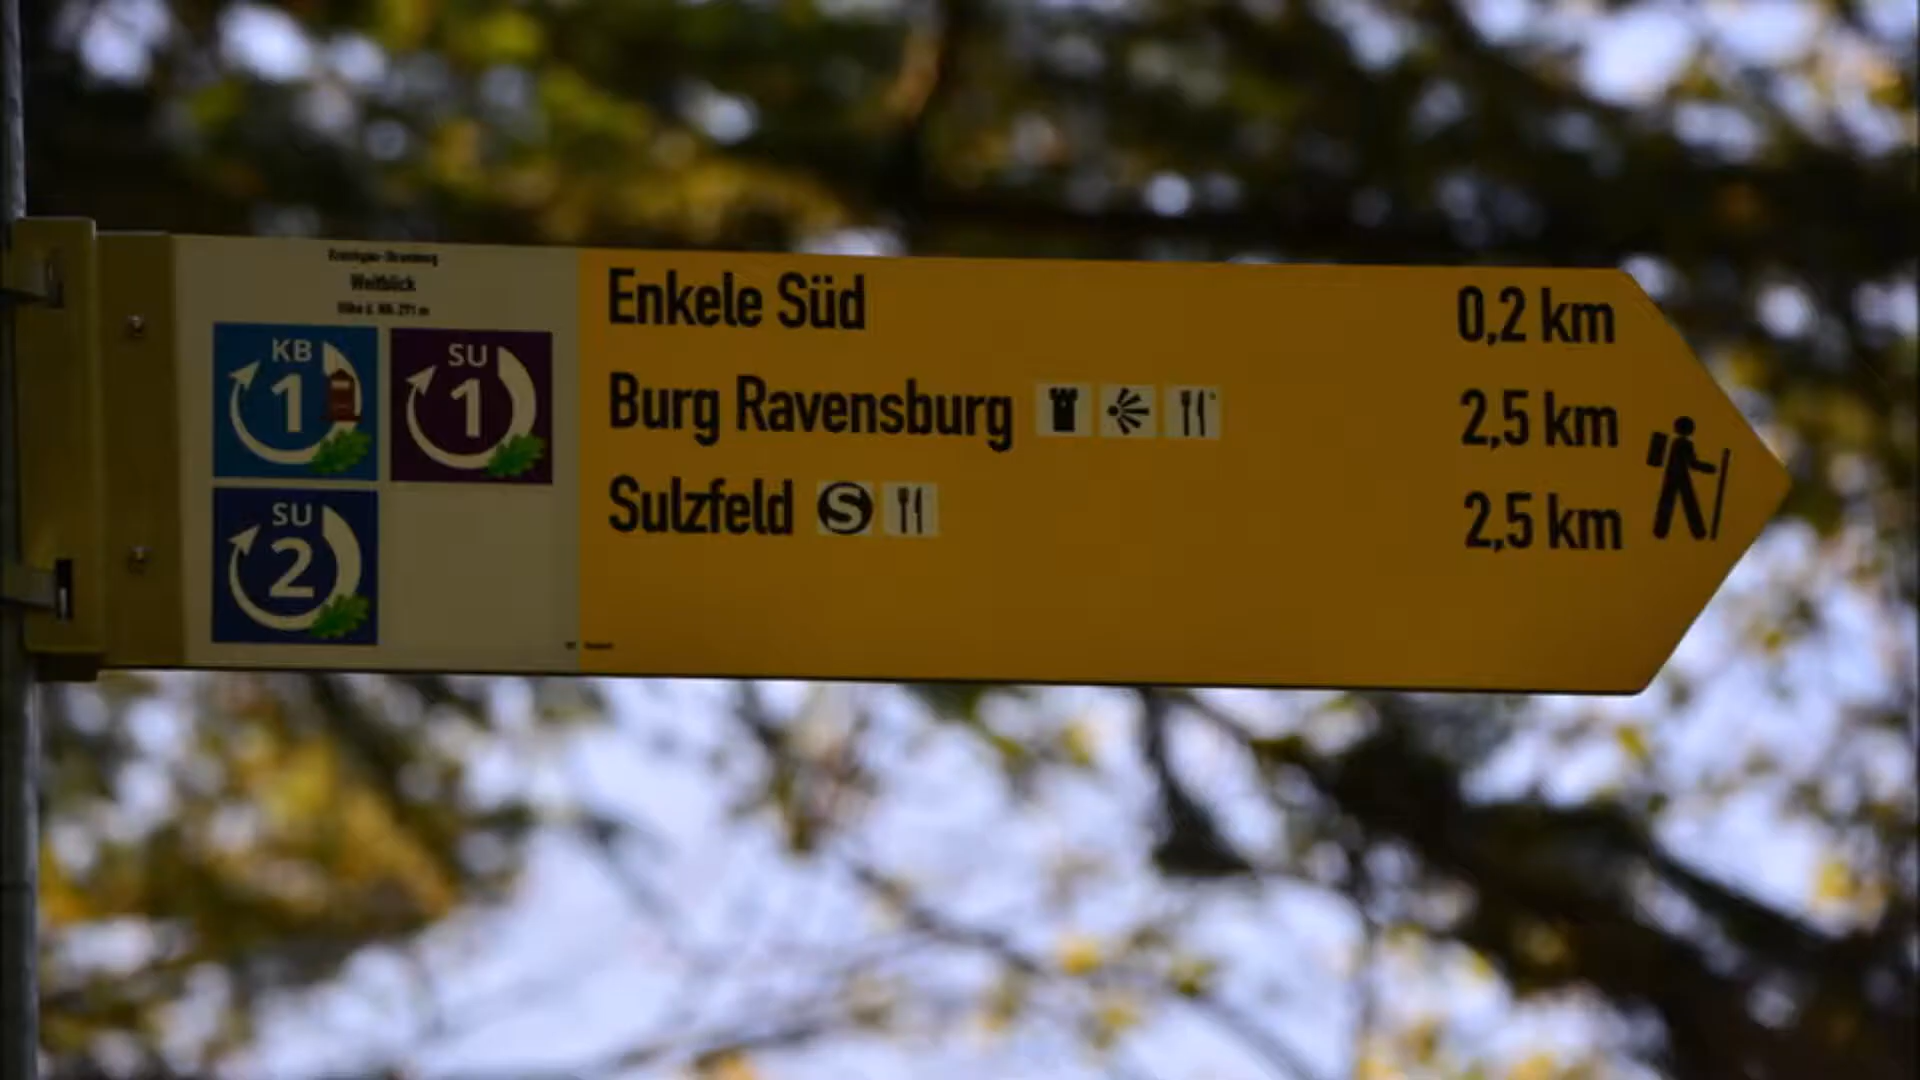 Weitblick
KB
1
SU
1
SU
2
Enkele Süd 0,2 km
Burg Ravensburg 2,5 km
Sulzfeld S 2,5 km